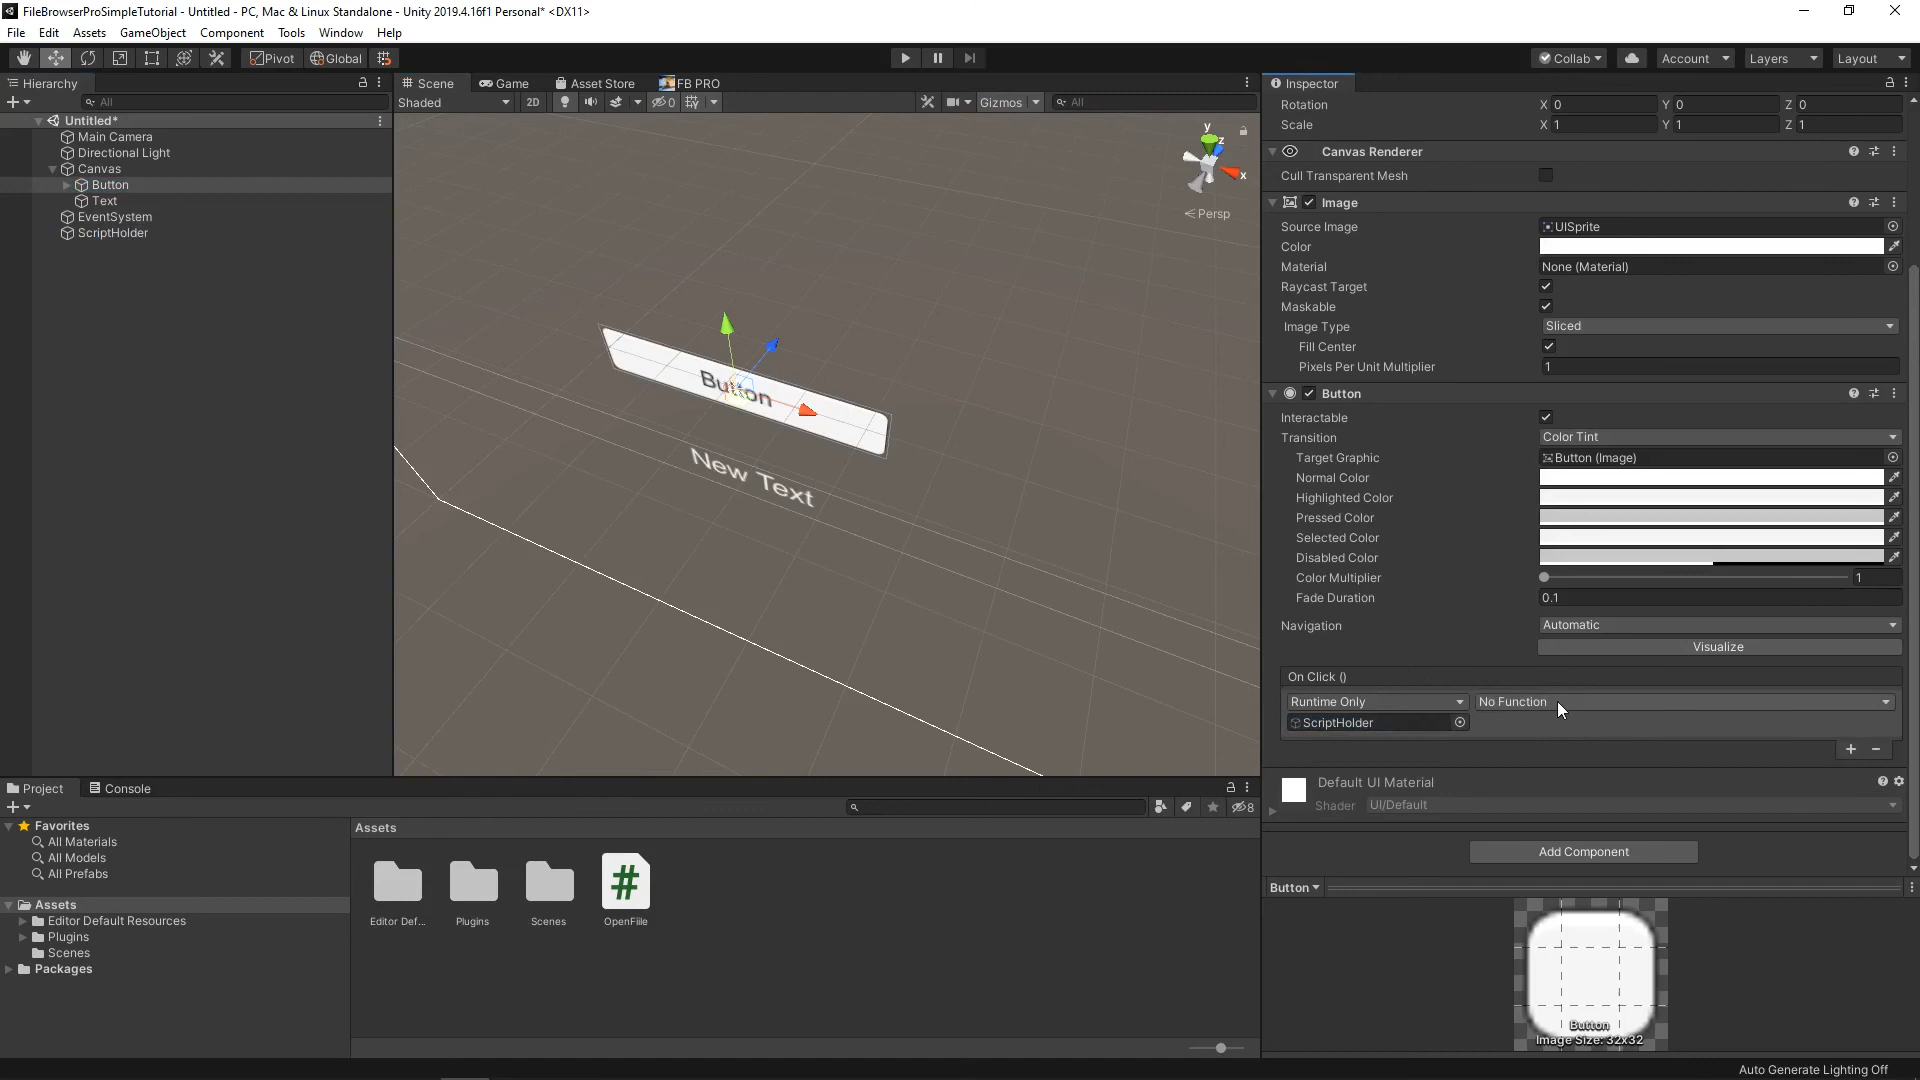 FileBrowserProSimpleTutorial - Untitled - PC, Mac & Linux Standalone - Unity 2019.4.16f1 Personal* <DX11>
File Edit Assets GameObject Component Tools Window Help
Pivot Global Collab Account Layers Layout
Hierarchy
All
Untitled*
Main Camera
Directional Light
Canvas
Button
Text
EventSystem
ScriptHolder
Scene Game Asset Store FB PRO
Shaded 2D 0 Gizmos All
y
z
x
Persp
Button
New Text
Inspector
Rotation X 0 Y 0 Z 0
Scale X 1 Y 1 Z 1
Canvas Renderer
Cull Transparent Mesh
Image
Source Image UISprite
Color
Material None (Material)
Raycast Target
Maskable
Image Type Sliced
Fill Center
Pixels Per Unit Multiplier 1
Button
Interactable
Transition Color Tint
Target Graphic Button (Image)
Normal Color
Highlighted Color
Pressed Color
Selected Color
Disabled Color
Color Multiplier 1
Fade Duration 0.1
Navigation Automatic
Visualize
On Click ()
Runtime Only No Function
ScriptHolder
Default UI Material
Shader UI/Default
Add Component
Button
Button
Image Size: 32x32
Project Console
8
Favorites
All Materials
All Models
All Prefabs
Assets
Editor Default Resources
Plugins
Scenes
Packages
Assets
Editor Def... Plugins Scenes OpenFiile
Auto Generate Lighting Off